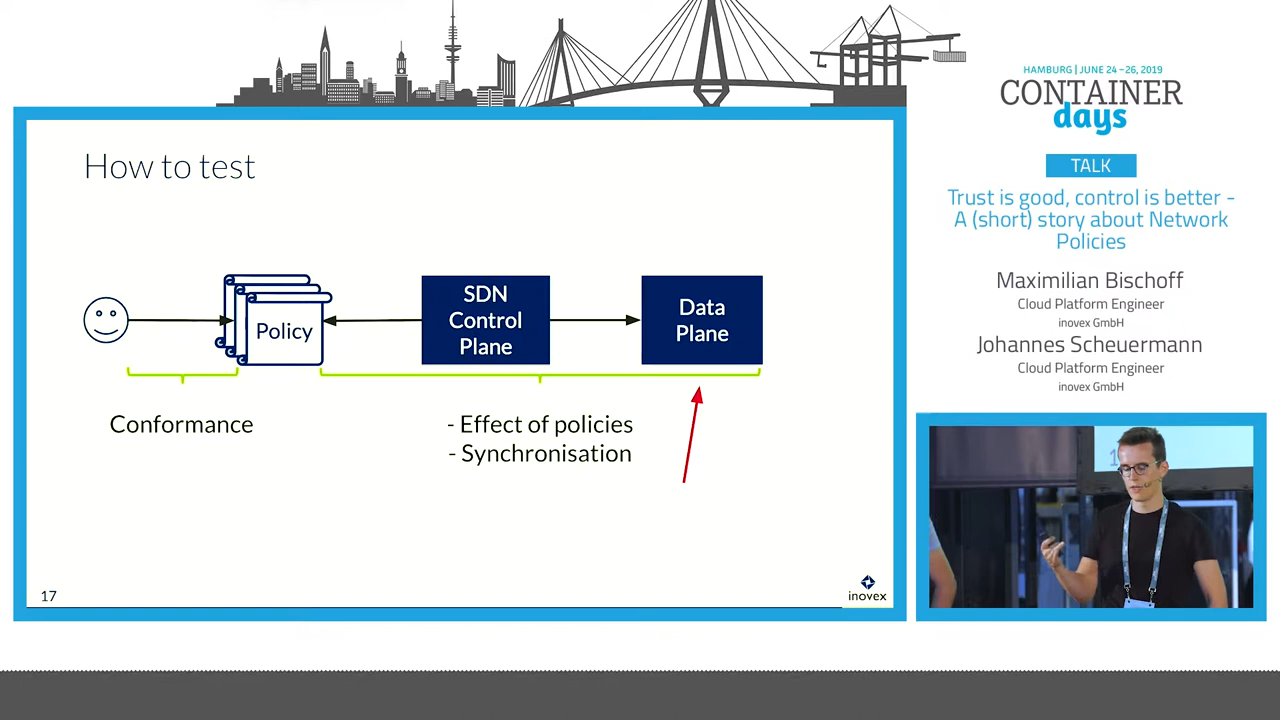 HAMBURG | JUNE 24 –26, 2019
CONTAINER
days
TALK
Trust is good, control is better -
A (short) story about Network
Policies
Maximilian Bischoff
Cloud Platform Engineer
inovex GmbH
Johannes Scheuermann
Cloud Platform Engineer
inovex GmbH
How to test
Policy
SDN
Control
Plane
Data
Plane
Conformance
- Effect of policies
- Synchronisation
17
inovex